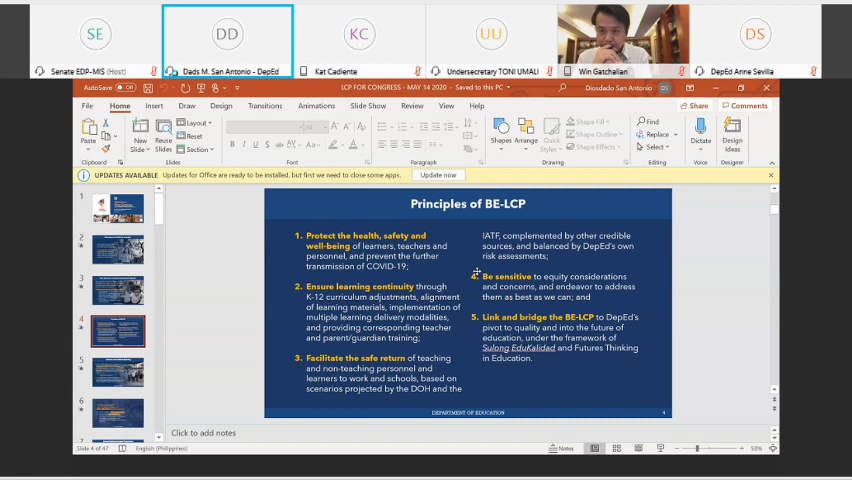 SE
DD
KC
UU
DS
Senate EDP-MIS (Host)
Dads M. San Antonio - DepEd
Kat Cadiente
Undersecretary TONI UMALI
Win Gatchalian
DepEd Anne Sevilla
AutoSave Off
LCP FOR CONGRESS - MAY 14 2020 - Saved to this PC
Diosdado San Antonio
DS
File
Home
Insert
Draw
Design
Transitions
Animations
Slide Show
Review
View
Help
Share
Comments
Paste
New
Slide
Reuse
Slides
Layout
Reset
Section
Shapes
Arrange
Quick
Styles
Shape Fill
Shape Outline
Shape Effects
Find
Replace
Select
Dictate
Design
Ideas
Clipboard
Slides
Font
Paragraph
Drawing
Editing
Voice
Designer
UPDATES AVAILABLE Updates for Office are ready to be installed, but first we need to close some apps.
Update now
1
2
3
4
5
6
7
Principles of BE-LCP
1. Protect the health, safety and
well-being of learners, teachers and
personnel, and prevent the further
transmission of COVID-19;
2. Ensure learning continuity through
K-12 curriculum adjustments, alignment
of learning materials, implementation of
multiple learning delivery modalities,
and providing corresponding teacher
and parent/guardian training;
3. Facilitate the safe return of teaching
and non-teaching personnel and
learners to work and schools, based on
scenarios projected by the DOH and the
IATF, complemented by other credible
sources, and balanced by DepEd's own
risk assessments;
4. Be sensitive to equity considerations
and concerns, and endeavor to address
them as best as we can; and
5. Link and bridge the BE-LCP to DepEd's
pivot to quality and into the future of
education, under the framework of
Sulong EduKalidad and Futures Thinking
in Education.
DEPARTMENT OF EDUCATION
4
Click to add notes
Slide 4 of 47
English (Philippines)
Notes
58%